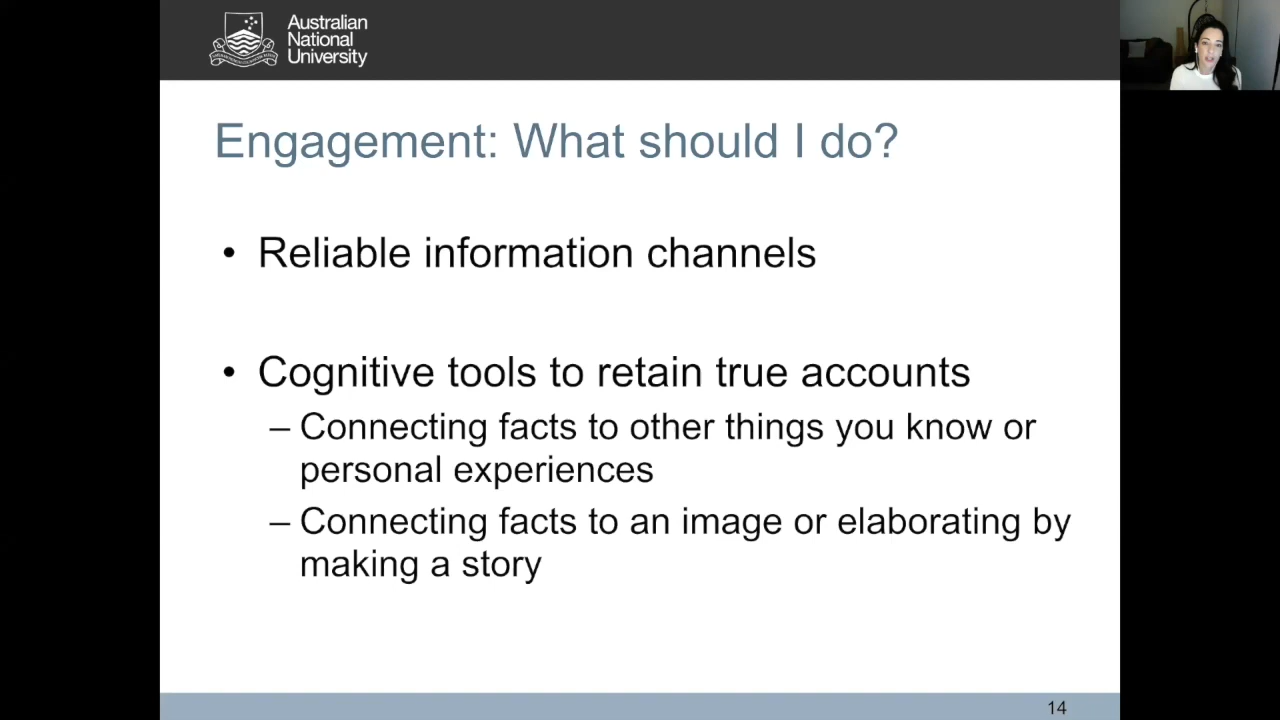 Australian
National
University
Engagement: What should I do?
• Reliable information channels
• Cognitive tools to retain true accounts
– Connecting facts to other things you know or
personal experiences
– Connecting facts to an image or elaborating by
making a story
14